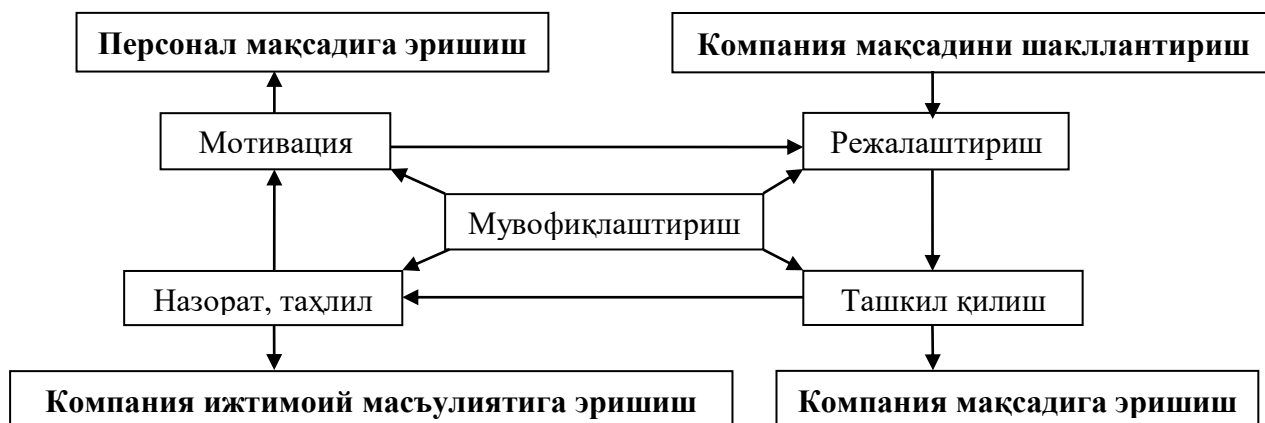 Персонал мақсадига эришиш
Компания мақсадини шакллантириш
Мотивация
Режалаштириш
Мувофиқлаштириш
Назорат, таҳлил
Ташкил қилиш
Компания ижтимоий масъулиятига эришиш
Компания мақсадига эришиш